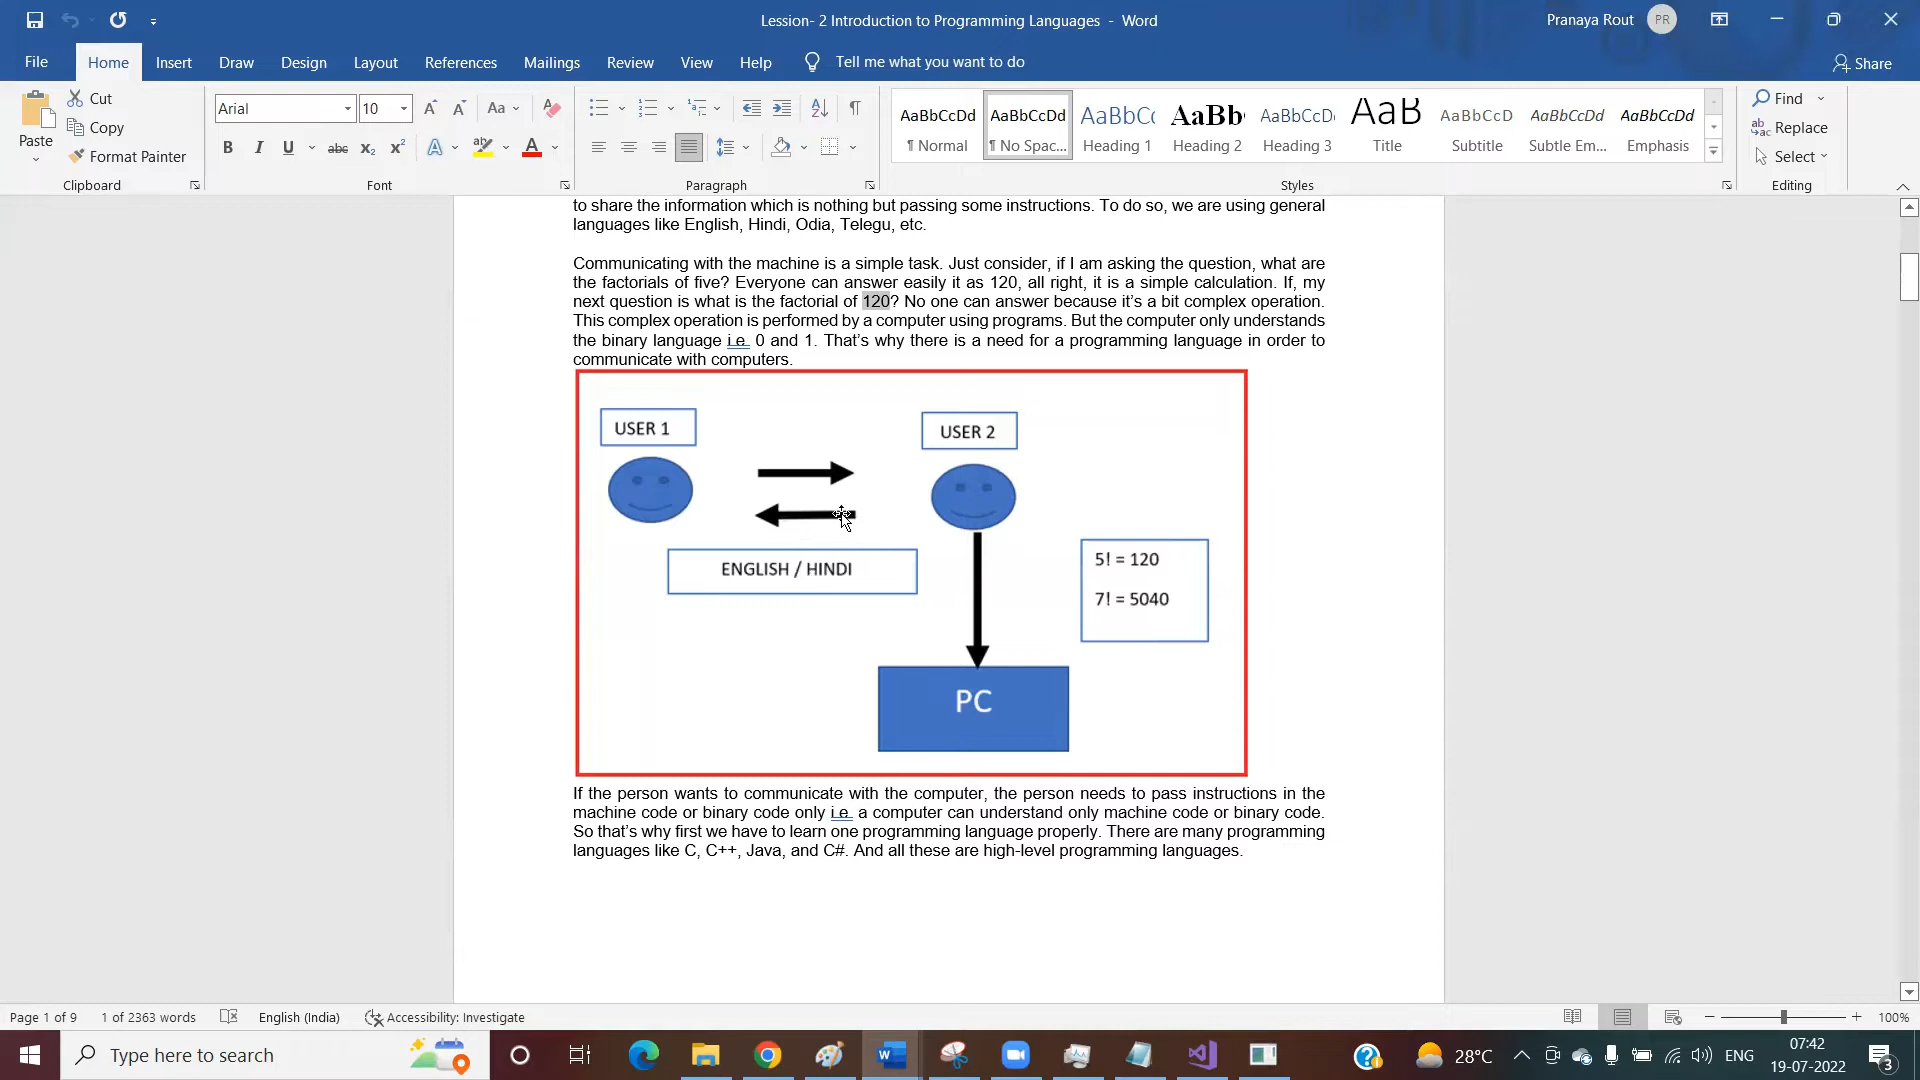 Lession- 2 Introduction to Programming Languages - Word
Pranaya Rout PR
File Home Insert Draw Design Layout References Mailings Review View Help Tell me what you want to do Share
Paste
Cut
Copy
Format Painter
Clipboard
Arial 10
Aa
B I U abc x₂ x² A ab A
Font
Paragraph
AaBbCcDd AaBbCcDd AaBbCc AaBb AaBbCcD AaB AaBbCcD AaBbCcDd AaBbCcDd
¶ Normal ¶ No Spac... Heading 1 Heading 2 Heading 3 Title Subtitle Subtle Em... Emphasis
Styles
Find
Replace
Select
Editing
to share the information which is nothing but passing some instructions. To do so, we are using general
languages like English, Hindi, Odia, Telegu, etc.
Communicating with the machine is a simple task. Just consider, if I am asking the question, what are
the factorials of five? Everyone can answer easily it as 120, all right, it is a simple calculation. If, my
next question is what is the factorial of 120? No one can answer because it's a bit complex operation.
This complex operation is performed by a computer using programs. But the computer only understands
the binary language i.e. 0 and 1. That's why there is a need for a programming language in order to
communicate with computers.
USER 1
USER 2
ENGLISH / HINDI
5! = 120
7! = 5040
PC
If the person wants to communicate with the computer, the person needs to pass instructions in the
machine code or binary code only i.e. a computer can understand only machine code or binary code.
So that's why first we have to learn one programming language properly. There are many programming
languages like C, C++, Java, and C#. And all these are high-level programming languages.
Page 1 of 9 1 of 2363 words English (India) Accessibility: Investigate 100%
Type here to search
28°C ENG
07:42
19-07-2022
3